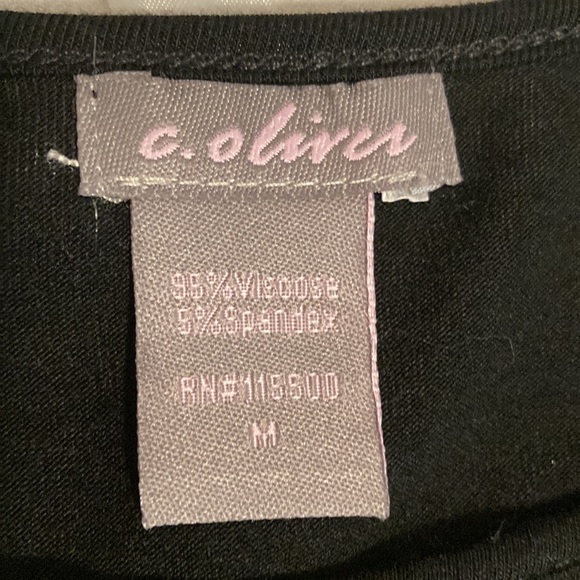 c. oliver
95%Viscose
5%Spandex
RN#115500
M